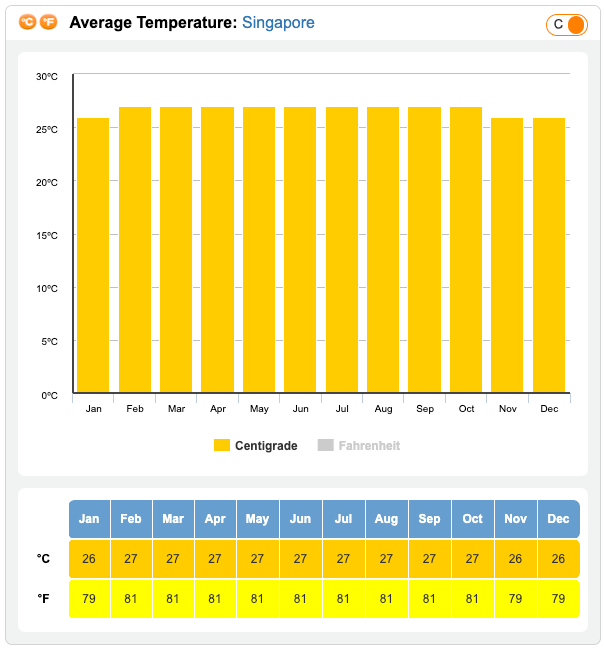 °C °F Average Temperature: Singapore C
30°C
25°C
20°C
15°C
10°C
5°C
0°C
Jan Feb Mar Apr May Jun Jul Aug Sep Oct Nov Dec
Centigrade Fahrenheit
Jan Feb Mar Apr May Jun Jul Aug Sep Oct Nov Dec
°C 26 27 27 27 27 27 27 27 27 27 26 26
°F 79 81 81 81 81 81 81 81 81 81 79 79